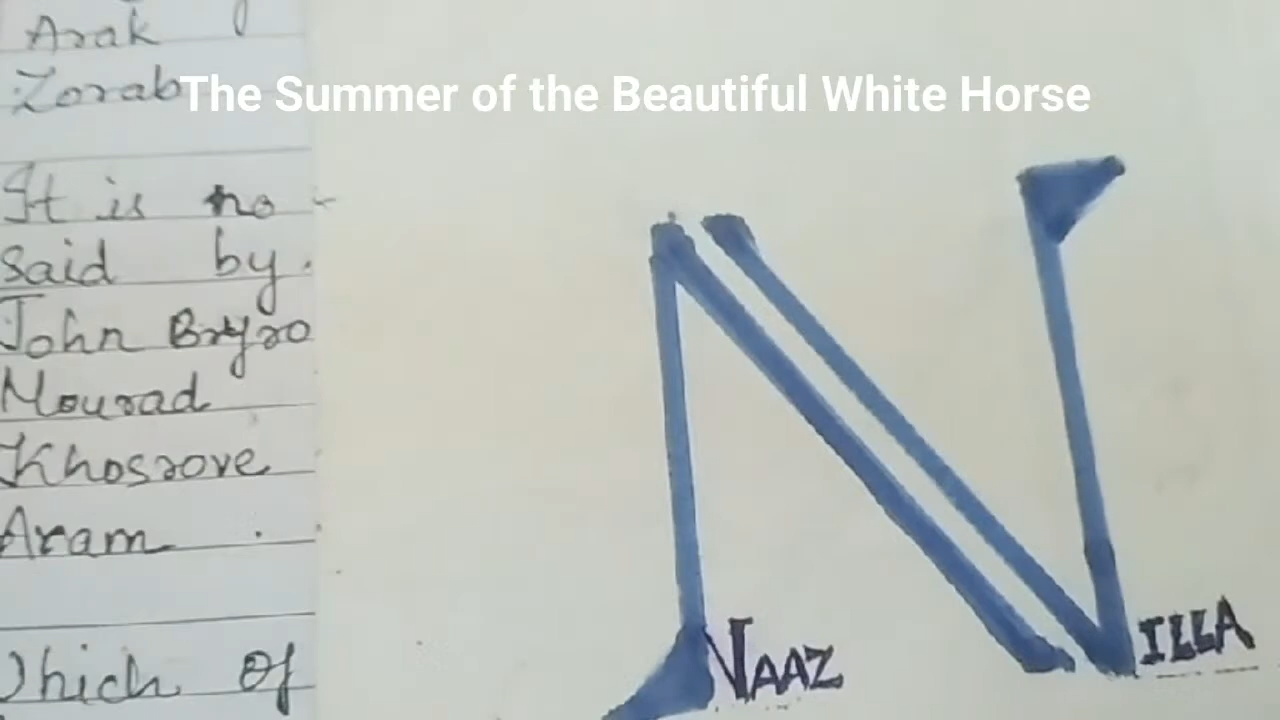 Arak
Zorab
The Summer of the Beautiful White Horse
It is no
said by.
John Bryro
Mourad
Khosrove
Aram
Which of
NAAZ
ILLA